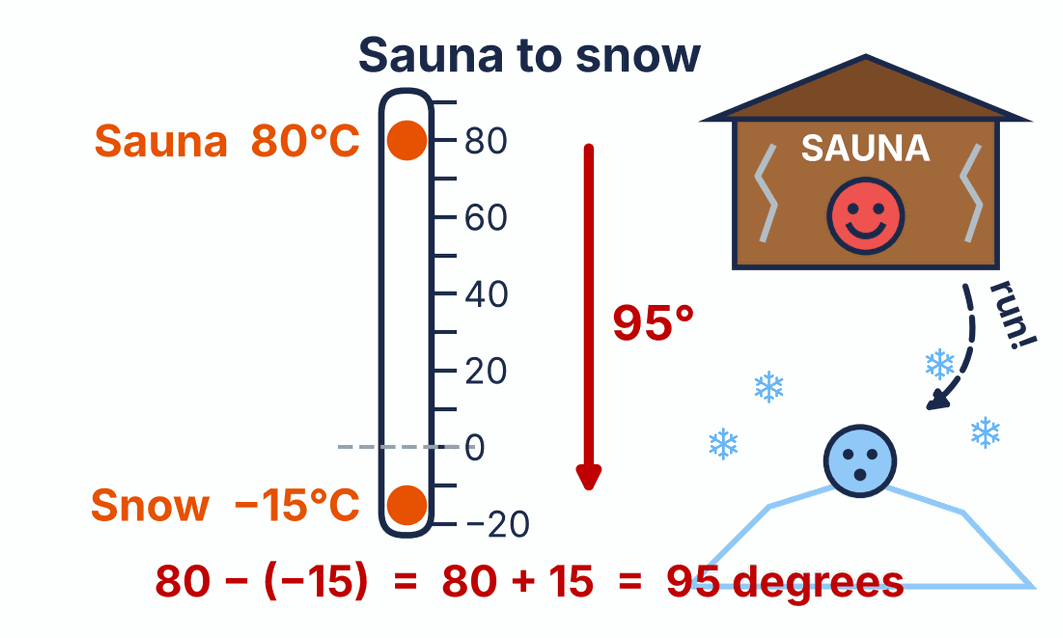 Sauna to snow
Sauna 80°C
80
60
40
20
0
−20
Snow −15°C
95°
SAUNA
run!
80 − (−15) = 80 + 15 = 95 degrees